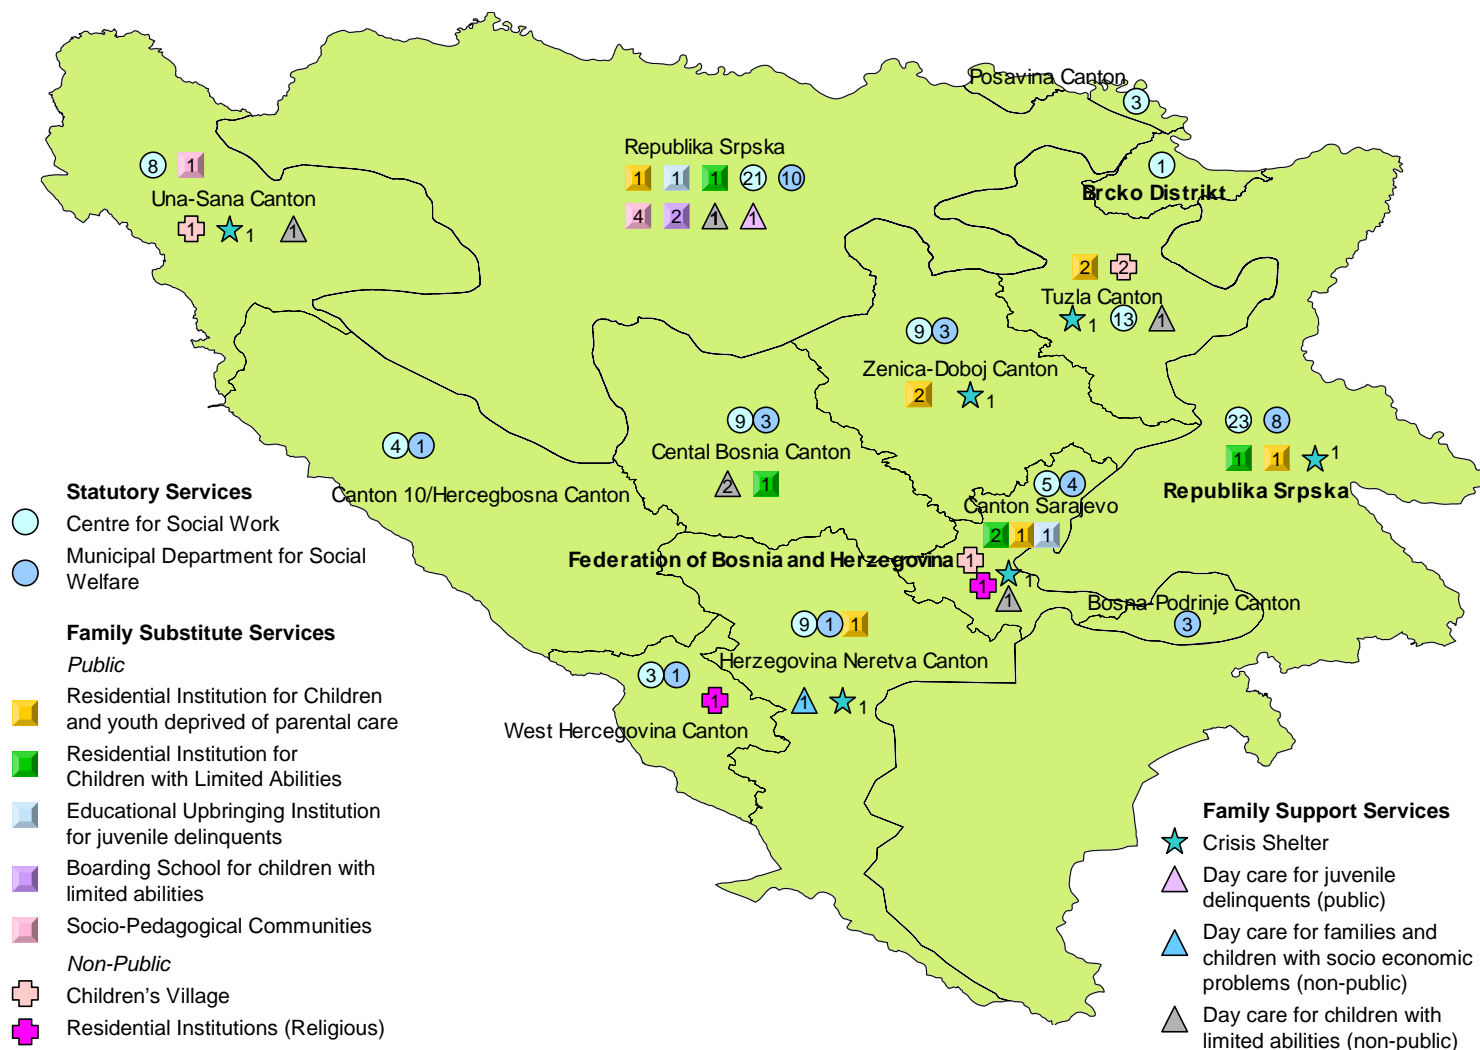 Posavina Canton
3
Republika Srpska
1 1 1 21 10
4 2 1 1
8 1
Una-Sana Canton
1 1 1
1
Brcko Distrikt
2 2
Tuzla Canton
1 13 1
9 3
Zenica-Doboj Canton
2 1
9 3
Cental Bosnia Canton
2 1
4 1
Canton 10/Hercegbosna Canton
23 8
1 1 1
Republika Srpska
5 4
Canton Sarajevo
2 1 1
Federation of Bosnia and Herzegovina
1
1 1
1
Bosna-Podrinje Canton
3
9 1 1
Herzegovina Neretva Canton
1 1
3 1
1
West Hercegovina Canton
Statutory Services
Centre for Social Work
Municipal Department for Social
Welfare
Family Substitute Services
Public
Residential Institution for Children
and youth deprived of parental care
Residential Institution for
Children with Limited Abilities
Educational Upbringing Institution
for juvenile delinquents
Boarding School for children with
limited abilities
Socio-Pedagogical Communities
Non-Public
Children's Village
Residential Institutions (Religious)
Family Support Services
Crisis Shelter
Day care for juvenile
delinquents (public)
Day care for families and
children with socio economic
problems (non-public)
Day care for children with
limited abilities (non-public)